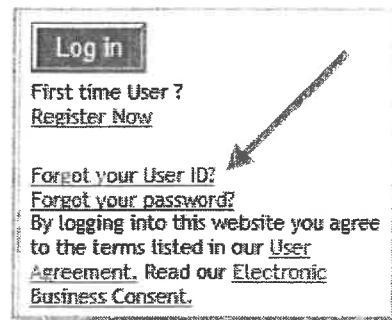 Log in
First time User ?
Register Now
Forgot your User ID?
Forgot your password?
By logging into this website you agree
to the terms listed in our User
Agreement. Read our Electronic
Business Consent.